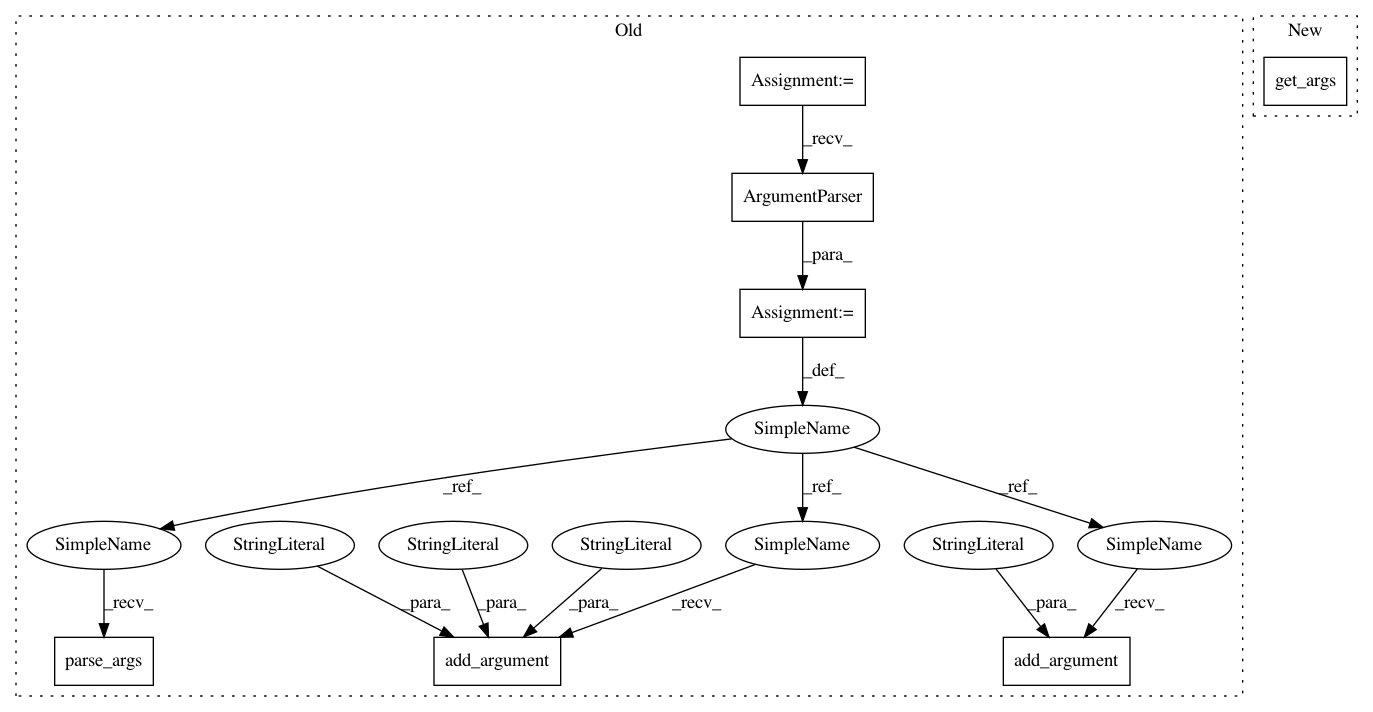 Old
New
Assignment:=
get_args
_recv_
ArgumentParser
_para_
Assignment:=
_def_
SimpleName
_ref_
_ref_
_ref_
SimpleName
StringLiteral
StringLiteral
StringLiteral
SimpleName
StringLiteral
SimpleName
_recv_
_para_
_para_
_para_
_recv_
_para_
_recv_
parse_args
add_argument
add_argument